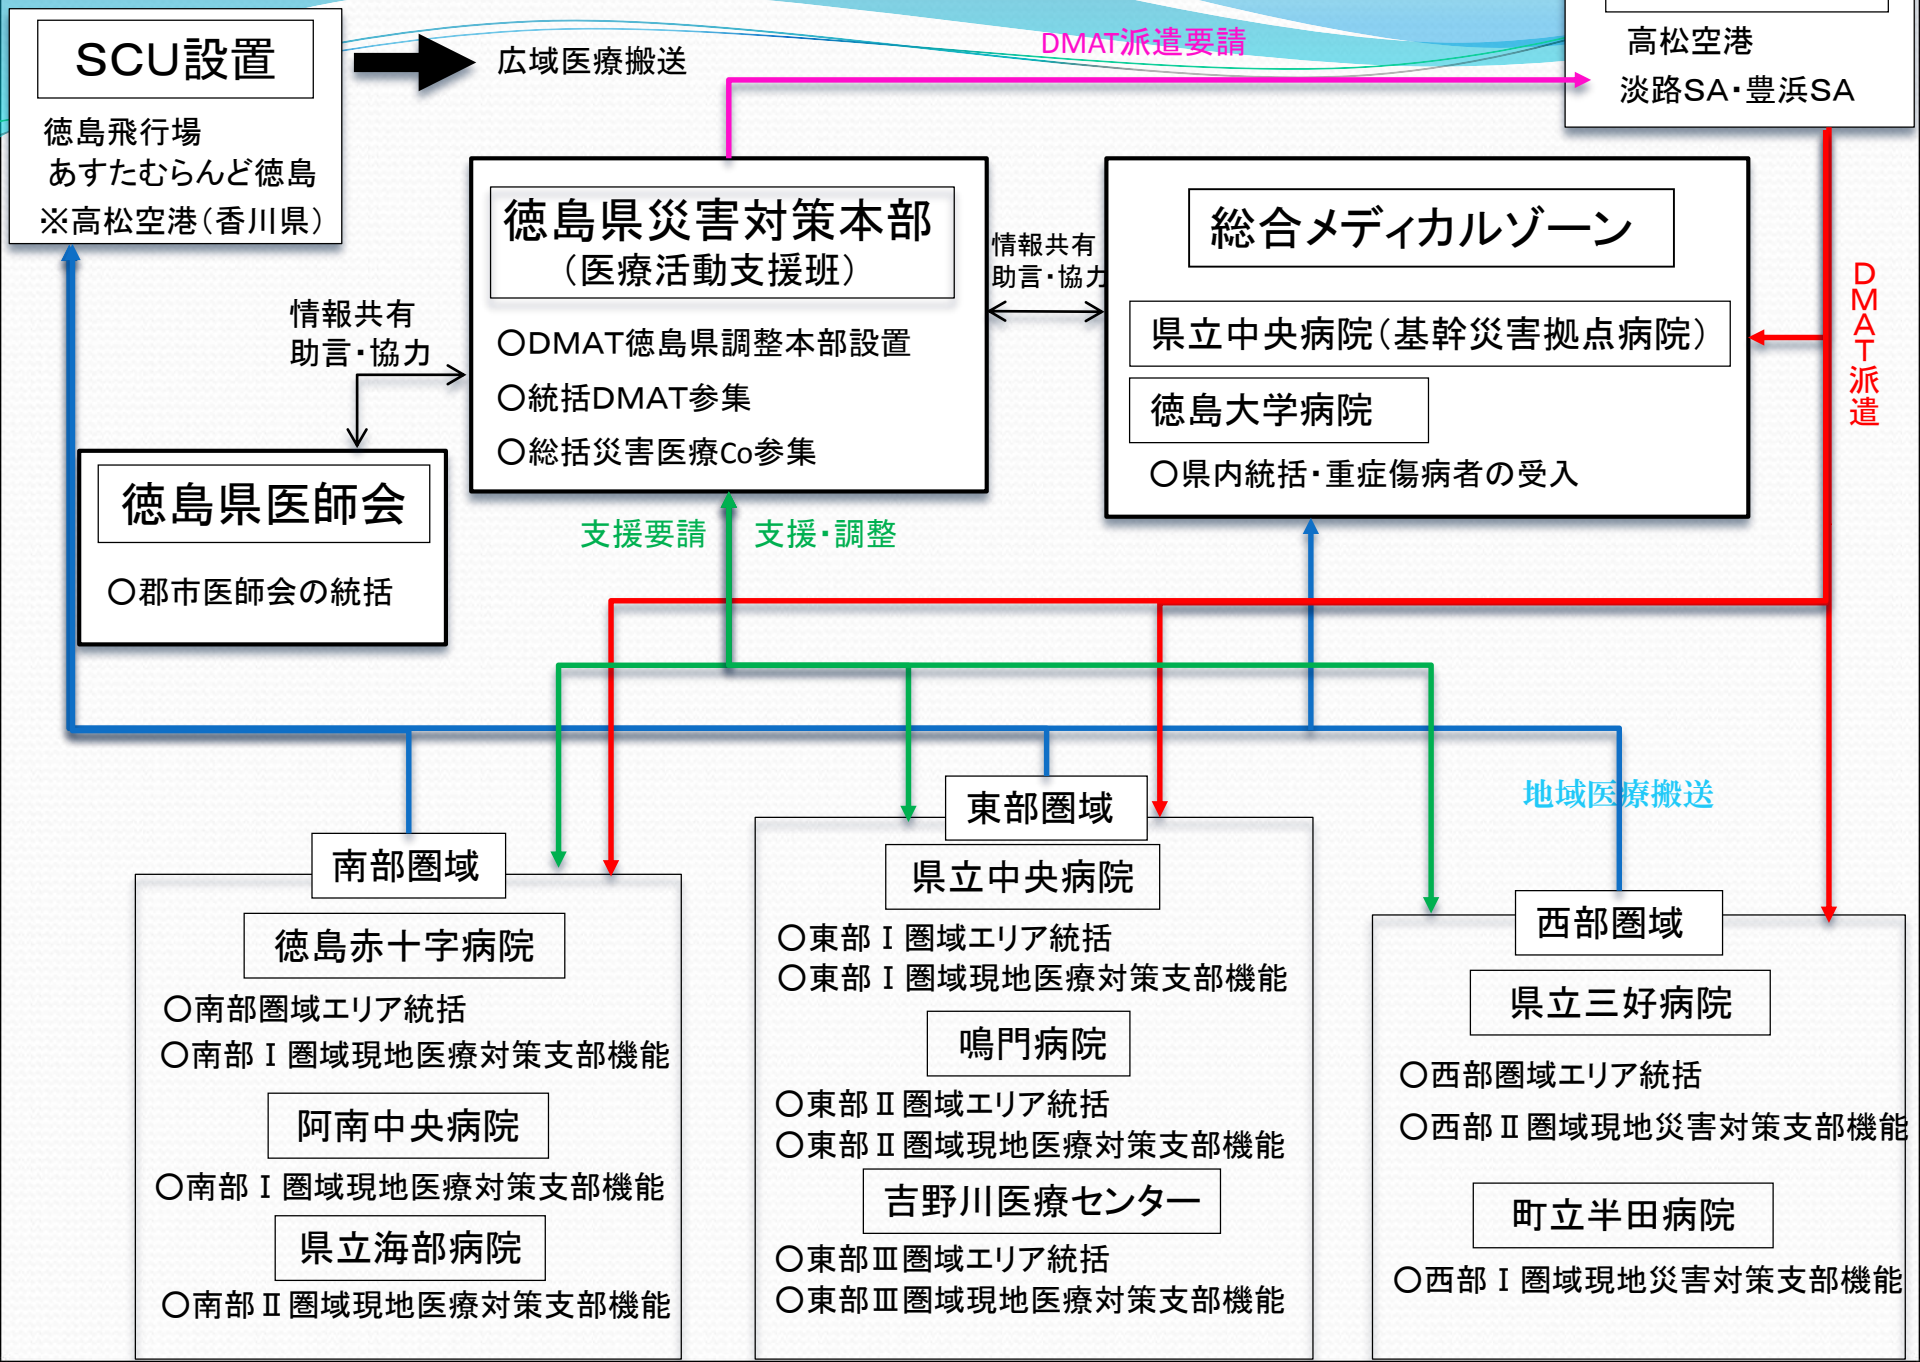 SCU設置
徳島飛行場
あすたむらんど徳島
※高松空港(香川県)
広域医療搬送
DMAT派遣要請
高松空港
淡路SA・豊浜SA
徳島県災害対策本部
(医療活動支援班)
○DMAT徳島県調整本部設置
○統括DMAT参集
○総括災害医療Co参集
情報共有
助言・協力
総合メディカルゾーン
県立中央病院(基幹災害拠点病院)
徳島大学病院
○県内統括・重症傷病者の受入
DMAT派遣
情報共有
助言・協力
徳島県医師会
○郡市医師会の統括
支援要請
支援・調整
地域医療搬送
南部圏域
徳島赤十字病院
○南部圏域エリア統括
○南部Ⅰ圏域現地医療対策支部機能
阿南中央病院
○南部Ⅰ圏域現地医療対策支部機能
県立海部病院
○南部Ⅱ圏域現地医療対策支部機能
東部圏域
県立中央病院
○東部Ⅰ圏域エリア統括
○東部Ⅰ圏域現地医療対策支部機能
鳴門病院
○東部Ⅱ圏域エリア統括
○東部Ⅱ圏域現地医療対策支部機能
吉野川医療センター
○東部Ⅲ圏域エリア統括
○東部Ⅲ圏域現地医療対策支部機能
西部圏域
県立三好病院
○西部圏域エリア統括
○西部Ⅱ圏域現地災害対策支部機能
町立半田病院
○西部Ⅰ圏域現地災害対策支部機能